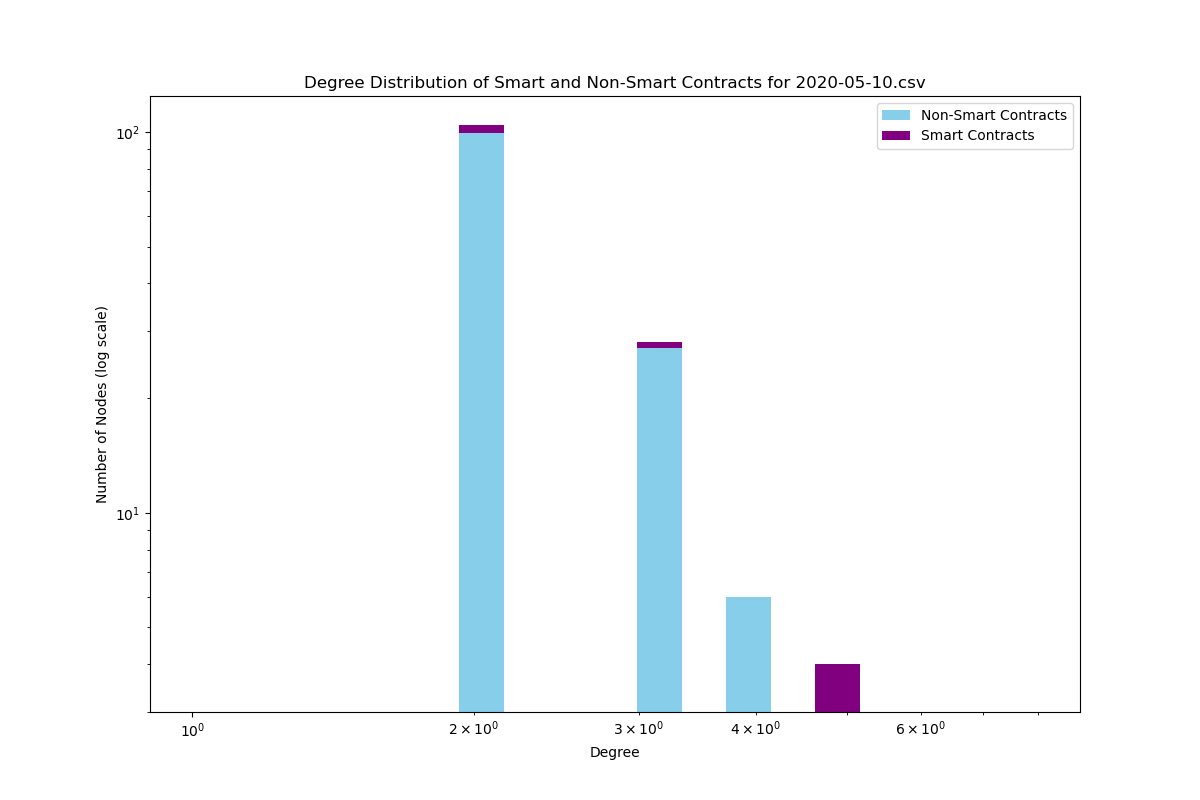 Degree Distribution of Smart and Non-Smart Contracts for 2020-05-10.csv
Non-Smart Contracts
Smart Contracts
10²
10¹
Number of Nodes (log scale)
10⁰
2 × 10⁰
3 × 10⁰
4 × 10⁰
6 × 10⁰
Degree